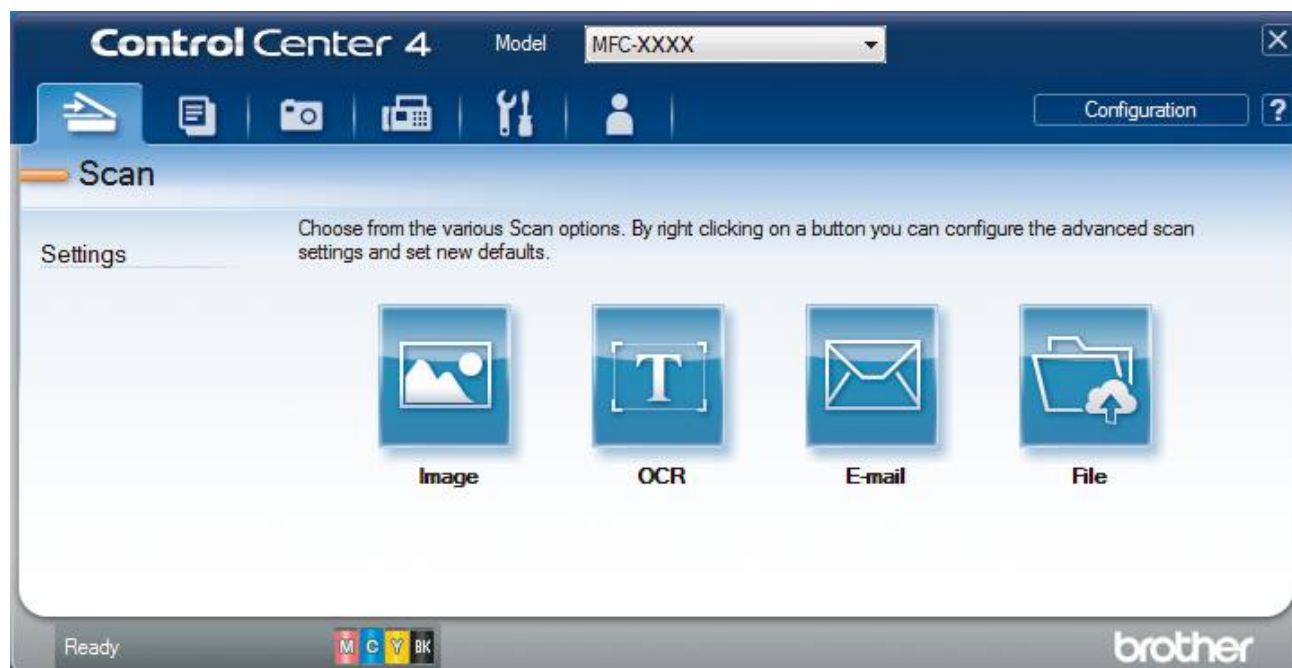 Control Center 4 Model MFC-XXXX
Configuration ?
Scan
Choose from the various Scan options. By right clicking on a button you can configure the advanced scan
settings and set new defaults.
Settings
T
Image OCR E-mail File
Ready M C Y BK brother